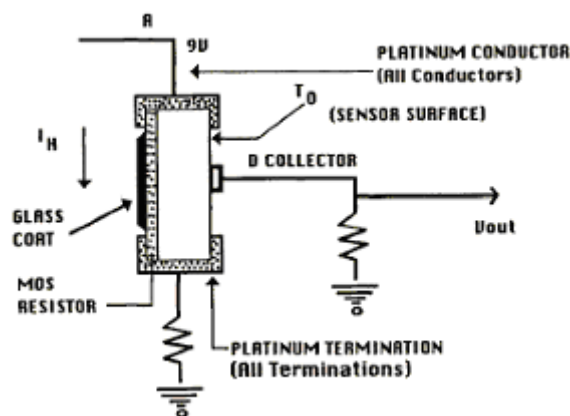 A
9V
PLATINUM CONDUCTOR
(All Conductors)
T0
(SENSOR SURFACE)
IH
D COLLECTOR
GLASS
COAT
Vout
MOS
RESISTOR
PLATINUM TERMINATION
(All Terminations)